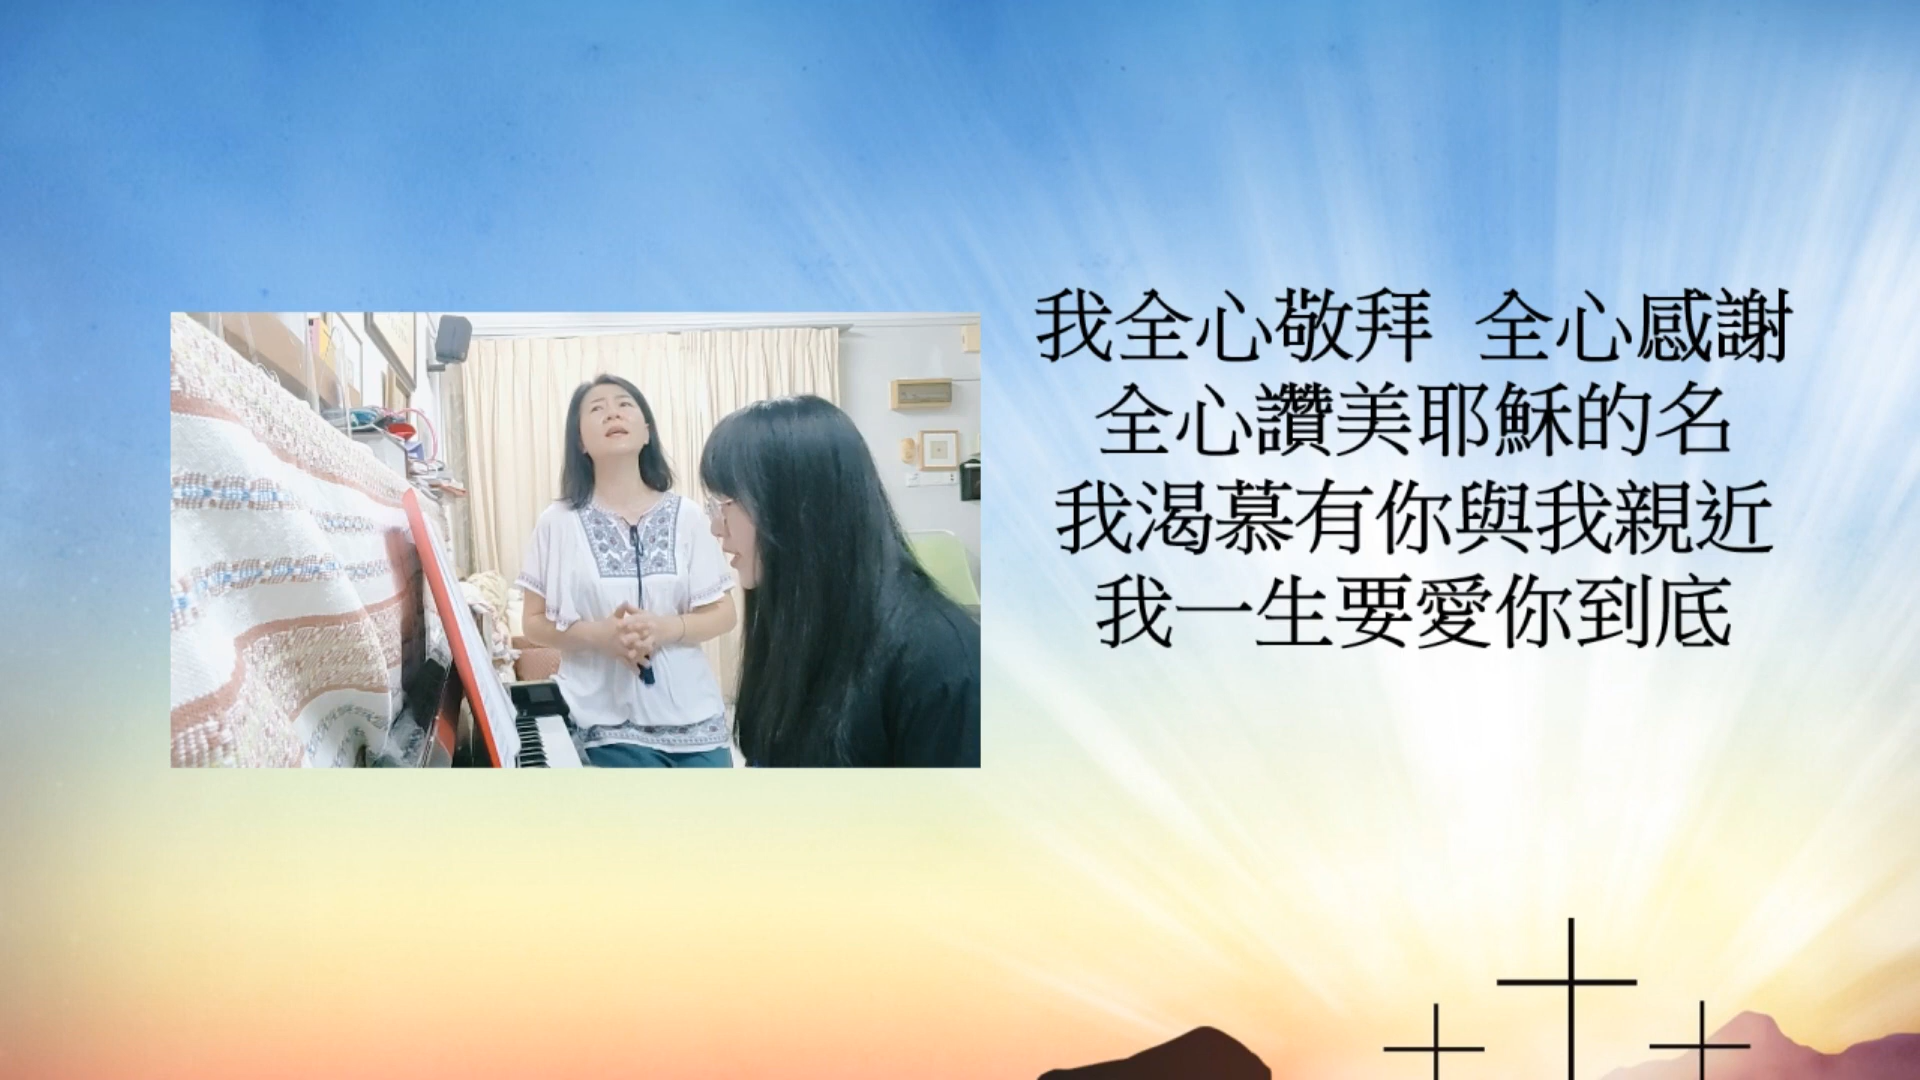 我全心敬拜 全心感謝
全心讚美耶穌的名
我渴慕有你與我親近
我一生要愛你到底